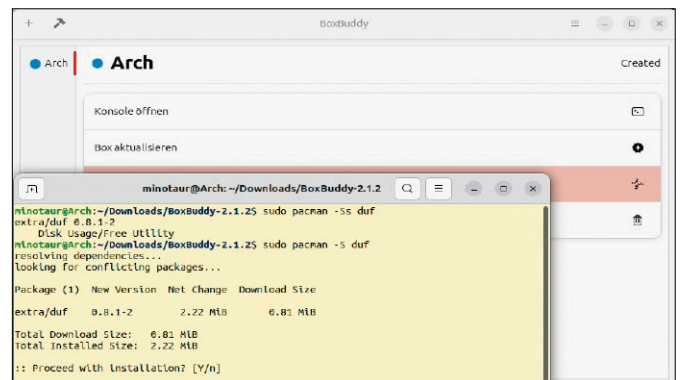 BoxBuddy
Arch
Arch
Created
Konsole öffnen
Box aktualisieren
minotaur@Arch: ~/Downloads/BoxBuddy-2.1.2
minotaur@Arch:~/Downloads/BoxBuddy-2.1.2$ sudo pacman -Ss duf
extra/duf 0.8.1-2
Disk Usage/Free Utility
minotaur@Arch:~/Downloads/BoxBuddy-2.1.2$ sudo pacman -S duf
resolving dependencies...
looking for conflicting packages...
Package (1) New Version Net Change Download Size
extra/duf 0.8.1-2 2.22 MiB 0.81 MiB
Total Download Size: 0.81 MiB
Total Installed Size: 2.22 MiB
:: Proceed with installation? [Y/n]